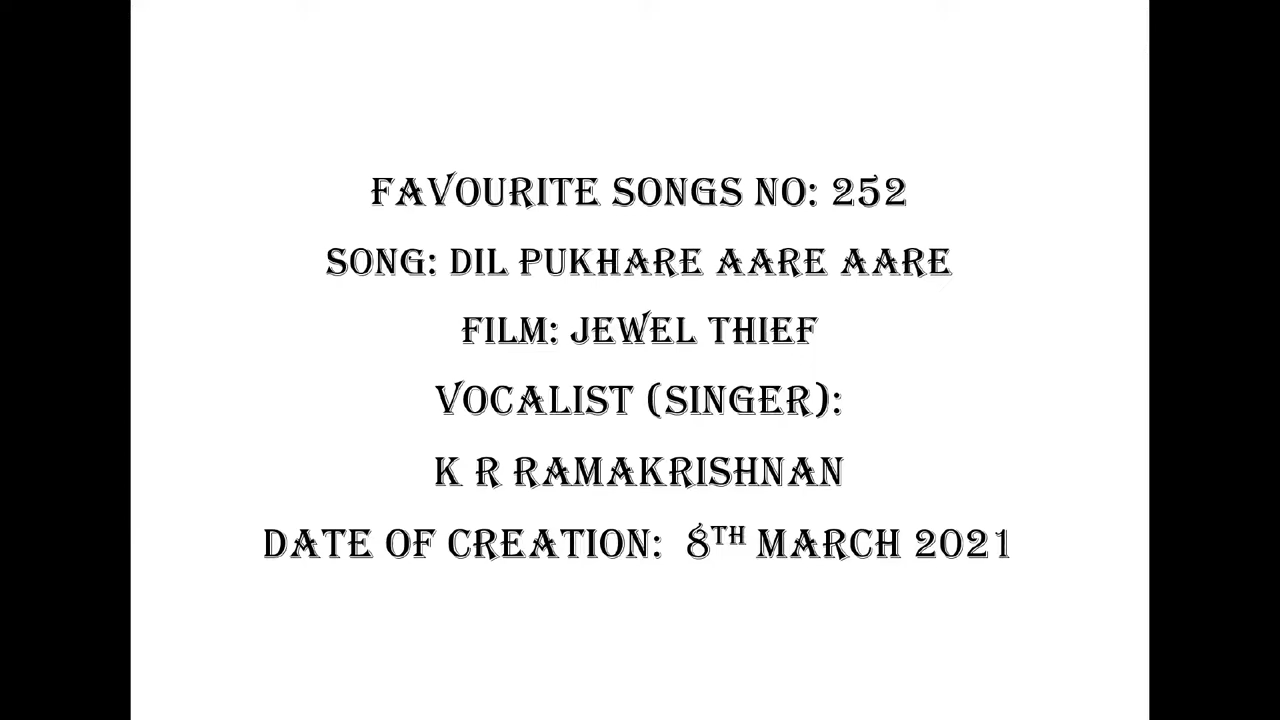 FAVOURITE SONGS NO: 252
SONG: DIL PUKHARE AARE AARE
FILM: JEWEL THIEF
VOCALIST (SINGER):
K R RAMAKRISHNAN
DATE OF CREATION: 8TH MARCH 2021